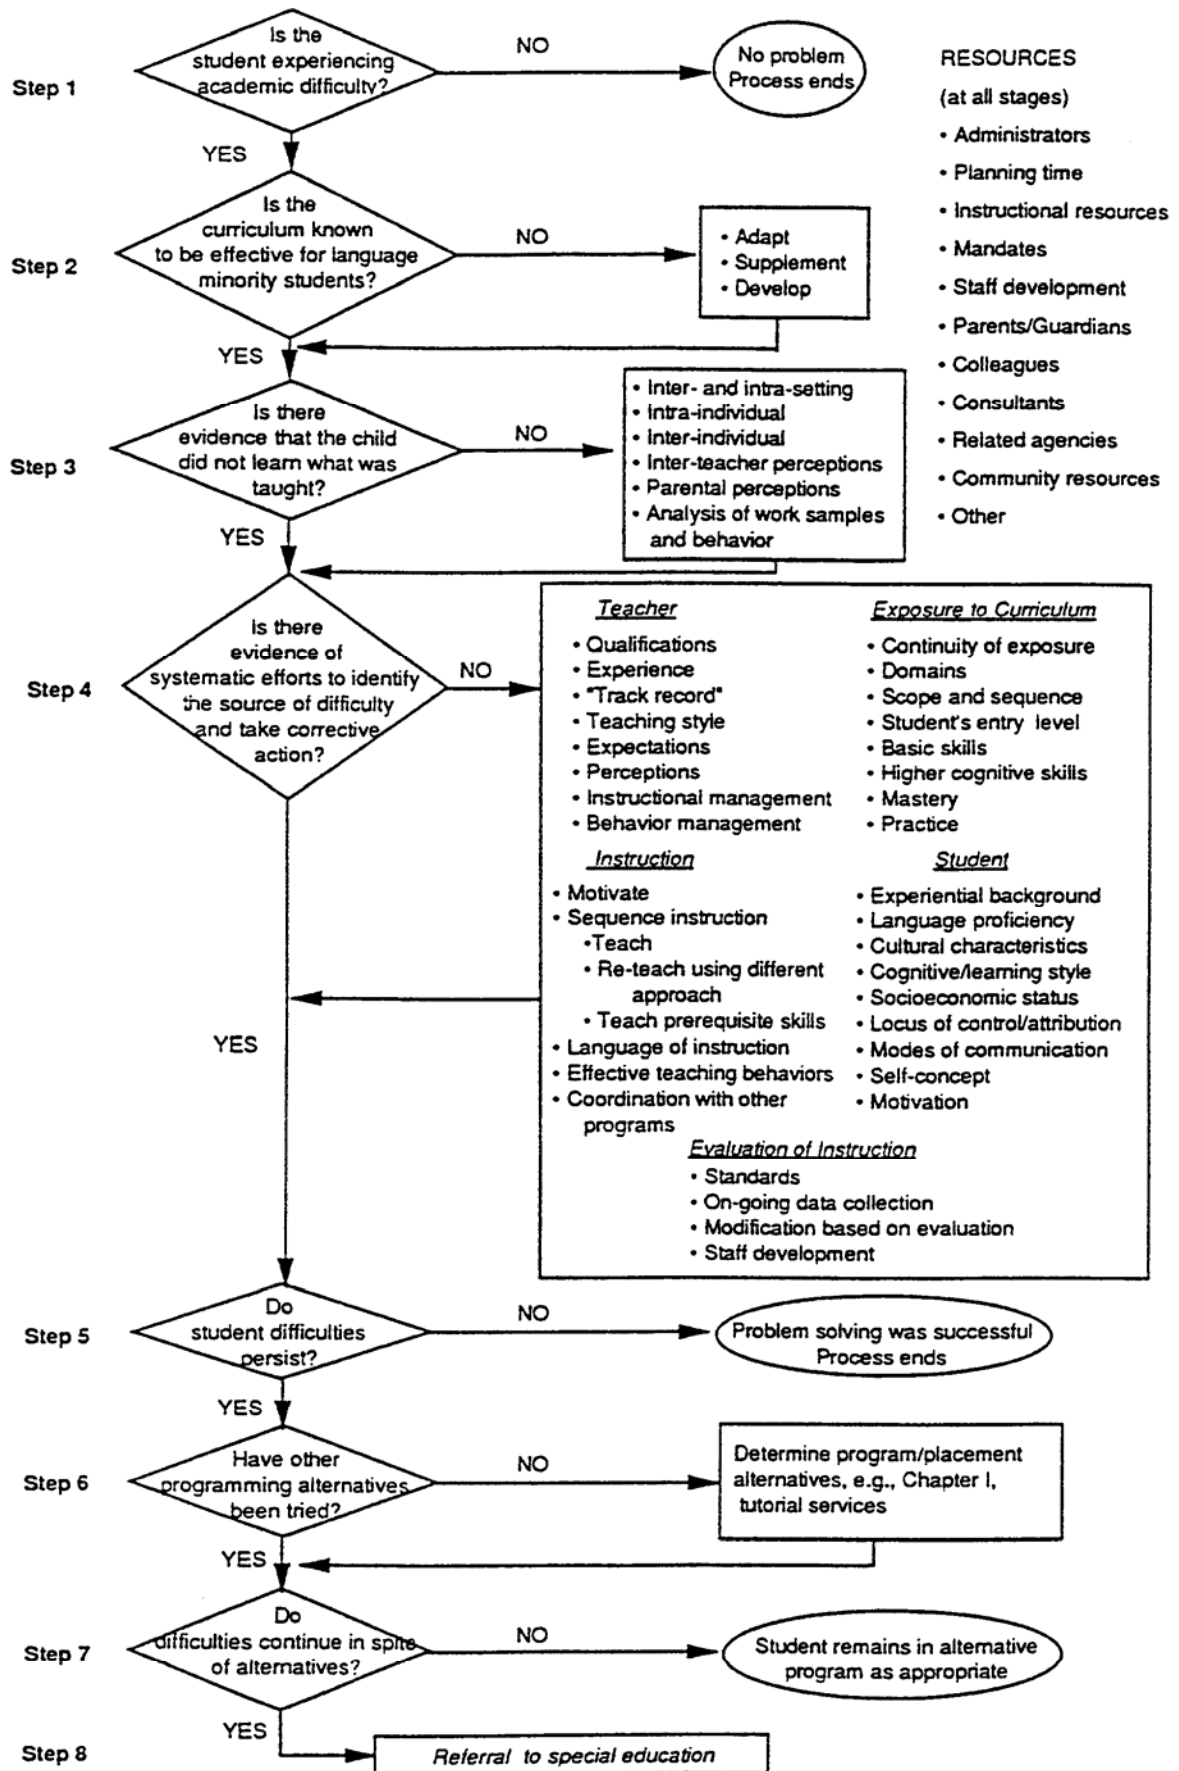 Step 1
Is the
student experiencing
academic difficulty?
NO
No problem
Process ends
YES
RESOURCES
(at all stages)
• Administrators
• Planning time
• Instructional resources
• Mandates
• Staff development
• Parents/Guardians
• Colleagues
• Consultants
• Related agencies
• Community resources
• Other
Step 2
Is the
curriculum known
to be effective for language
minority students?
NO
• Adapt
• Supplement
• Develop
YES
Step 3
Is there
evidence that the child
did not learn what was
taught?
NO
• Inter- and intra-setting
• Intra-individual
• Inter-individual
• Inter-teacher perceptions
• Parental perceptions
• Analysis of work samples
and behavior
YES
Step 4
Is there
evidence of
systematic efforts to identify
the source of difficulty
and take corrective
action?
NO
Teacher
• Qualifications
• Experience
• "Track record"
• Teaching style
• Expectations
• Perceptions
• Instructional management
• Behavior management
Exposure to Curriculum
• Continuity of exposure
• Domains
• Scope and sequence
• Student's entry level
• Basic skills
• Higher cognitive skills
• Mastery
• Practice
Instruction
• Motivate
• Sequence instruction
• Teach
• Re-teach using different
approach
• Teach prerequisite skills
• Language of instruction
• Effective teaching behaviors
• Coordination with other
programs
Student
• Experiential background
• Language proficiency
• Cultural characteristics
• Cognitive/learning style
• Socioeconomic status
• Locus of control/attribution
• Modes of communication
• Self-concept
• Motivation
Evaluation of Instruction
• Standards
• On-going data collection
• Modification based on evaluation
• Staff development
YES
Step 5
Do
student difficulties
persist?
NO
Problem solving was successful
Process ends
YES
Step 6
Have other
programming alternatives
been tried?
NO
Determine program/placement
alternatives, e.g., Chapter I,
tutorial services
YES
Step 7
Do
difficulties continue in spite
of alternatives?
NO
Student remains in alternative
program as appropriate
YES
Step 8
Referral to special education